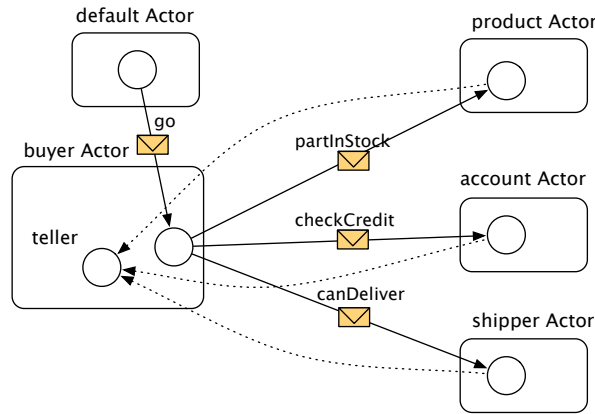 default Actor
product Actor
go
partInStock
buyer Actor
account Actor
checkCredit
teller
canDeliver
shipper Actor